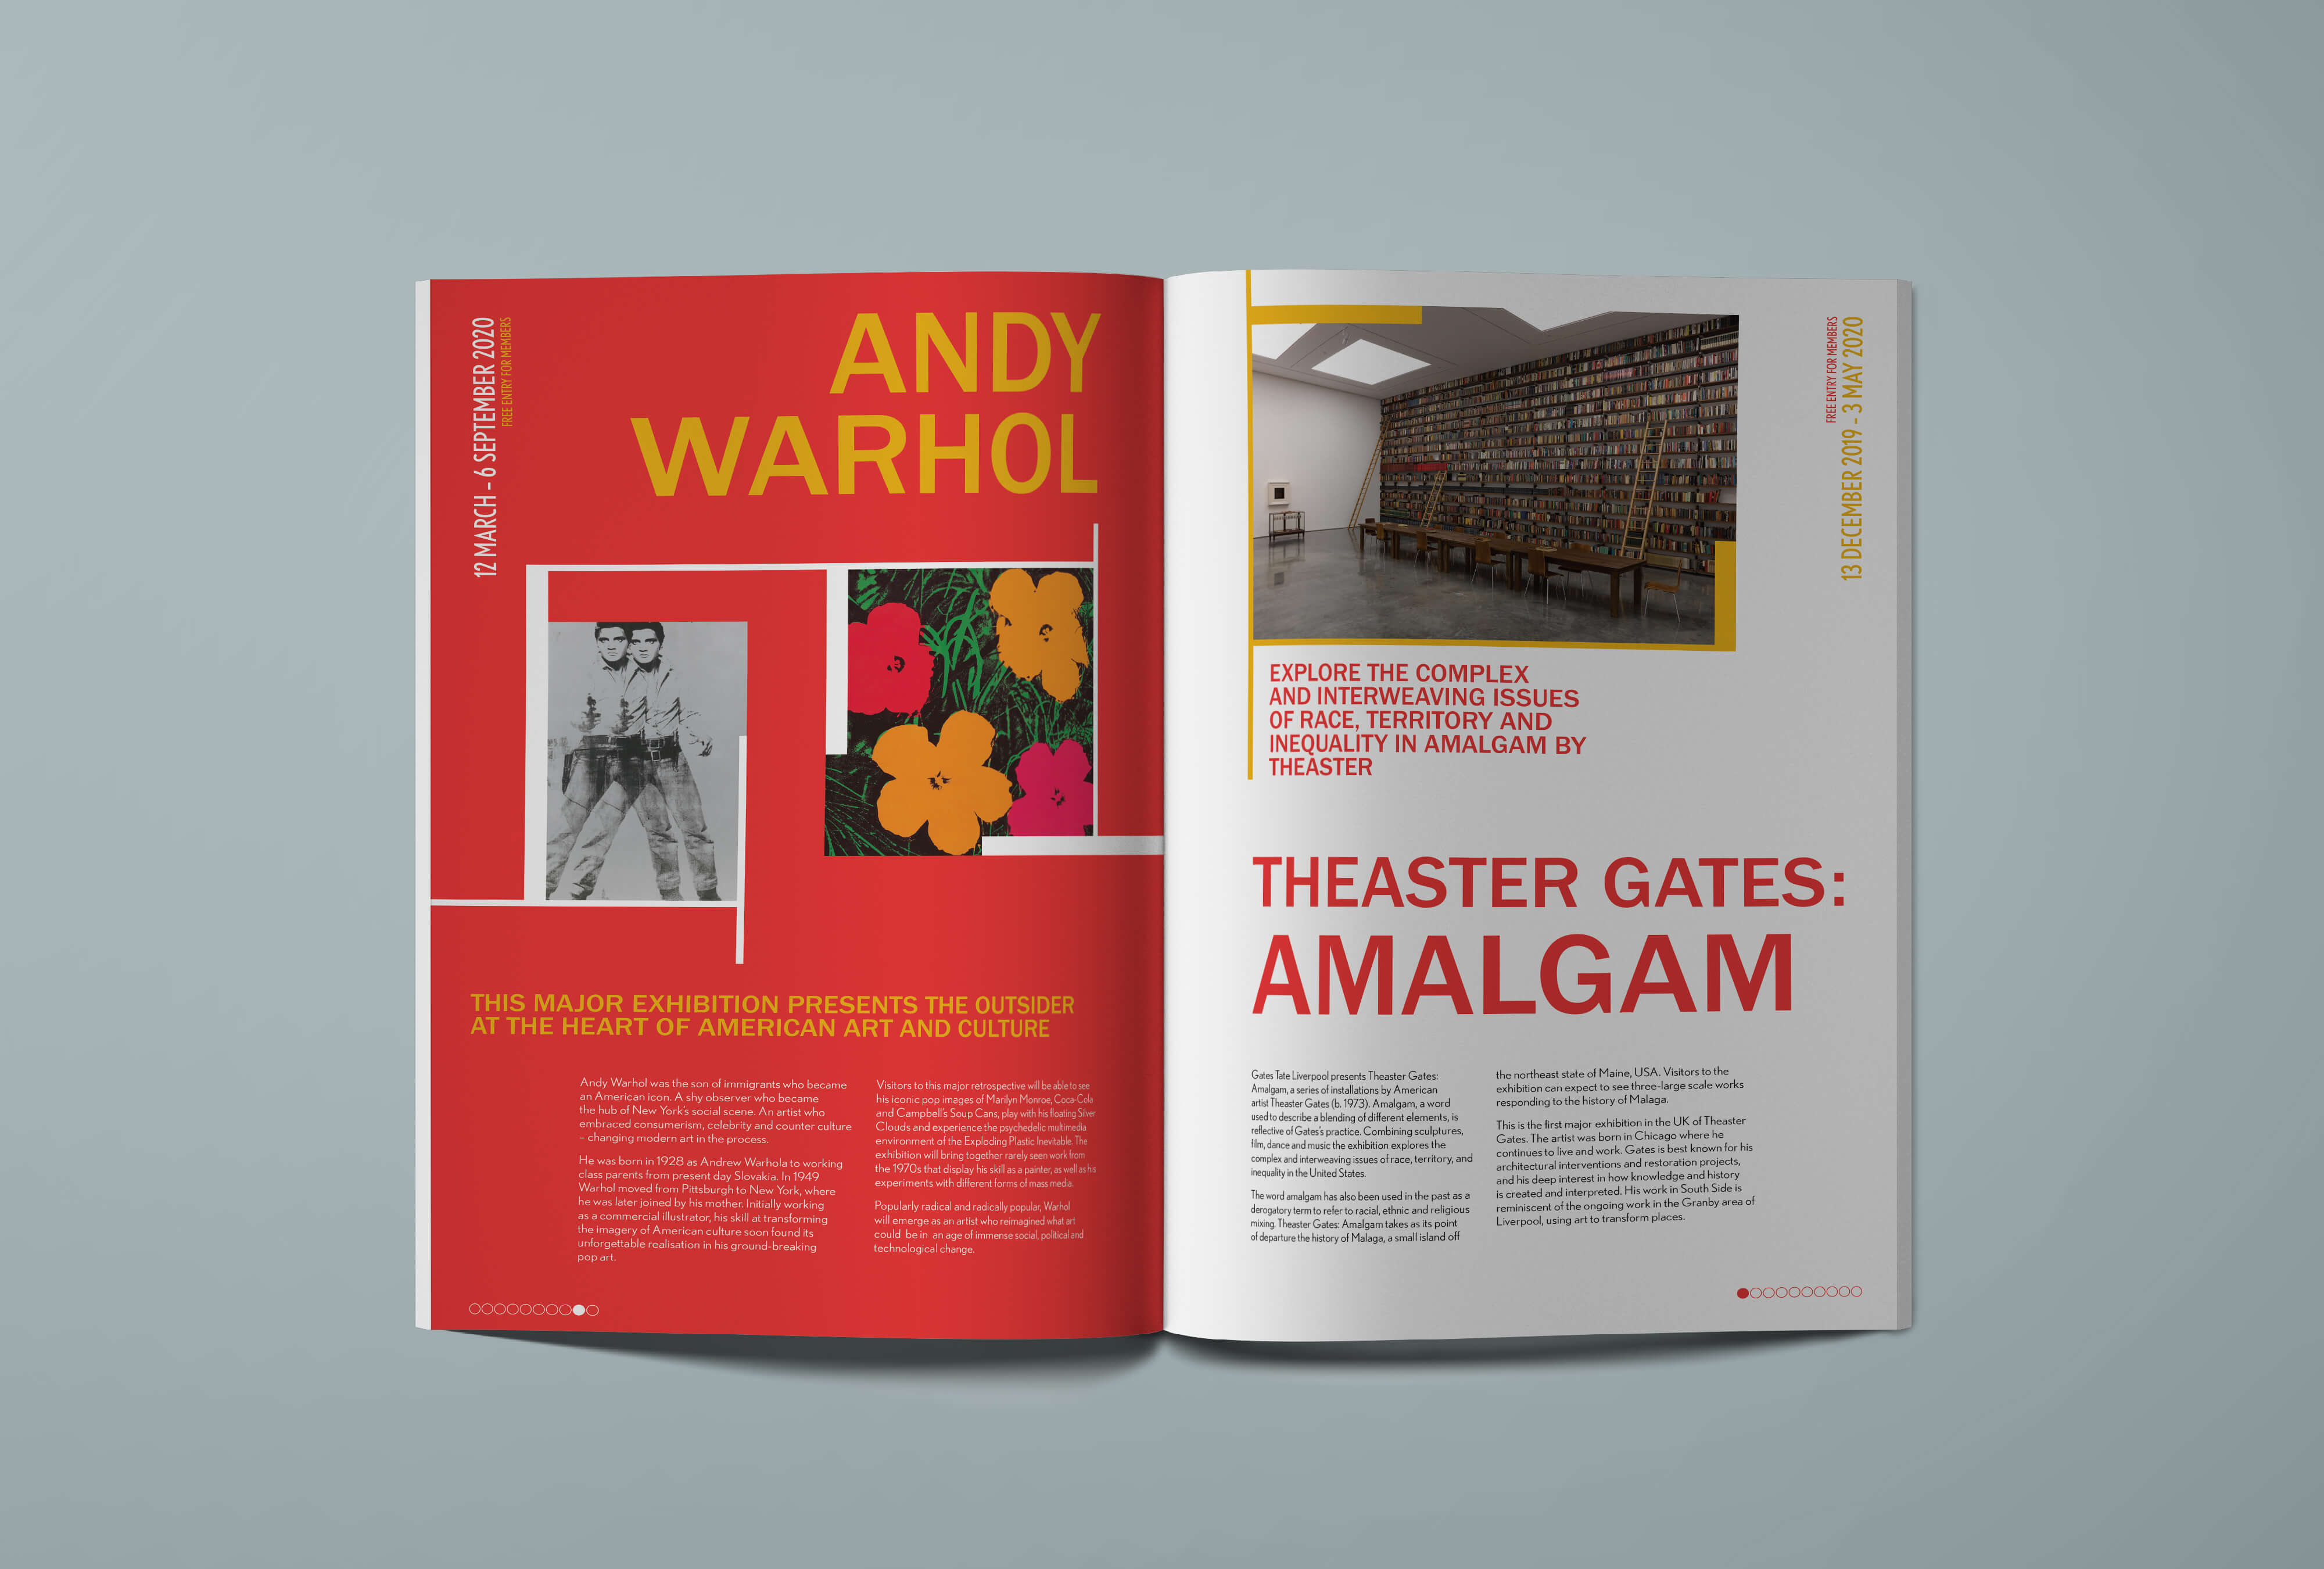 12 MARCH – 6 SEPTEMBER 2020
FREE ENTRY FOR MEMBERS
ANDY
WARHOL
THIS MAJOR EXHIBITION PRESENTS THE OUTSIDER
AT THE HEART OF AMERICAN ART AND CULTURE
Andy Warhol was the son of immigrants who became
an American icon. A shy observer who became
the hub of New York's social scene. An artist who
embraced consumerism, celebrity and counter culture
– changing modern art in the process.
He was born in 1928 as Andrew Warhola to working
class parents from present day Slovakia. In 1949
Warhol moved from Pittsburgh to New York, where
he was later joined by his mother. Initially working
as a commercial illustrator, his skill at transforming
the imagery of American culture soon found its
unforgettable realisation in his ground-breaking
pop art.
Visitors to this major retrospective will be able to see
his iconic pop images of Marilyn Monroe, Coca-Cola
and Campbell's Soup Cans, play with his floating Silver
Clouds and experience the psychedelic multimedia
environment of the Exploding Plastic Inevitable. The
exhibition will bring together rarely seen work from
the 1970s that display his skill as a painter, as well as his
experiments with different forms of mass media.
Popularly radical and radically popular, Warhol
will emerge as an artist who reimagined what art
could be in an age of immense social, political and
technological change.
FREE ENTRY FOR MEMBERS
13 DECEMBER 2019 – 3 MAY 2020
EXPLORE THE COMPLEX
AND INTERWEAVING ISSUES
OF RACE, TERRITORY AND
INEQUALITY IN AMALGAM BY
THEASTER
THEASTER GATES:
AMALGAM
Gates Tate Liverpool presents Theaster Gates:
Amalgam, a series of installations by American
artist Theaster Gates (b. 1973). Amalgam, a word
used to describe a blending of different elements, is
reflective of Gates's practice. Combining sculptures,
film, dance and music the exhibition explores the
complex and interweaving issues of race, territory, and
inequality in the United States.
The word amalgam has also been used in the past as a
derogatory term to refer to racial, ethnic and religious
mixing. Theaster Gates: Amalgam takes as its point
of departure the history of Malaga, a small island off
the northeast state of Maine, USA. Visitors to the
exhibition can expect to see three-large scale works
responding to the history of Malaga.
This is the first major exhibition in the UK of Theaster
Gates. The artist was born in Chicago where he
continues to live and work. Gates is best known for his
architectural interventions and restoration projects,
and his deep interest in how knowledge and history
is created and interpreted. His work in South Side is
reminiscent of the ongoing work in the Granby area of
Liverpool, using art to transform places.